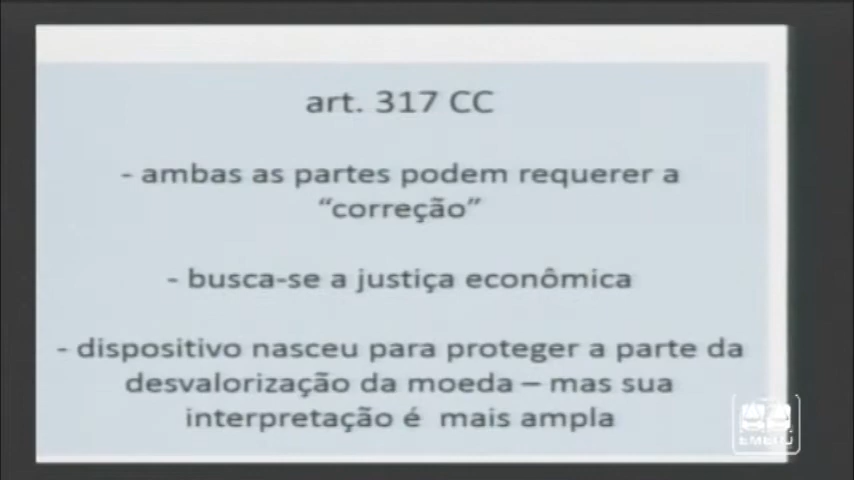 art. 317 CC
- ambas as partes podem requerer a
“correção”
- busca-se a justiça econômica
- dispositivo nasceu para proteger a parte da
desvalorização da moeda – mas sua
interpretação é mais ampla
EMERJ